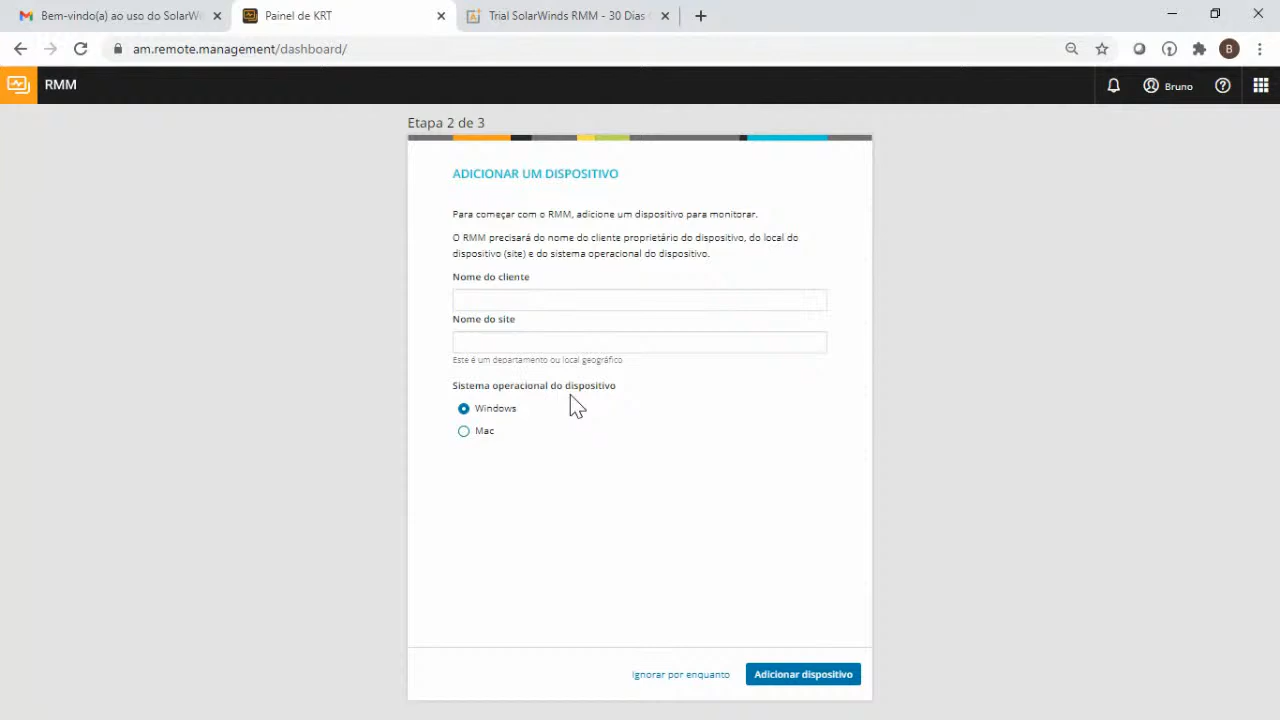 Bem-vindo(a) ao uso do SolarW
Painel de KRT
Trial SolarWinds RMM - 30 Dias
am.remote.management/dashboard/
B
RMM
Bruno
Etapa 2 de 3
ADICIONAR UM DISPOSITIVO
Para começar com o RMM, adicione um dispositivo para monitorar.
O RMM precisará do nome do cliente proprietário do dispositivo, do local do
dispositivo (site) e do sistema operacional do dispositivo.
Nome do cliente
Nome do site
Este é um departamento ou local geográfico
Sistema operacional do dispositivo
Windows
Mac
Ignorar por enquanto
Adicionar dispositivo